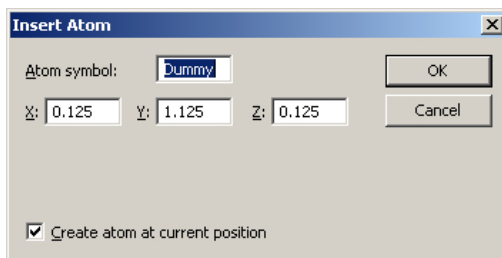 Insert Atom
Atom symbol: Dummy OK
X: 0.125 Y: 1.125 Z: 0.125 Cancel
Create atom at current position